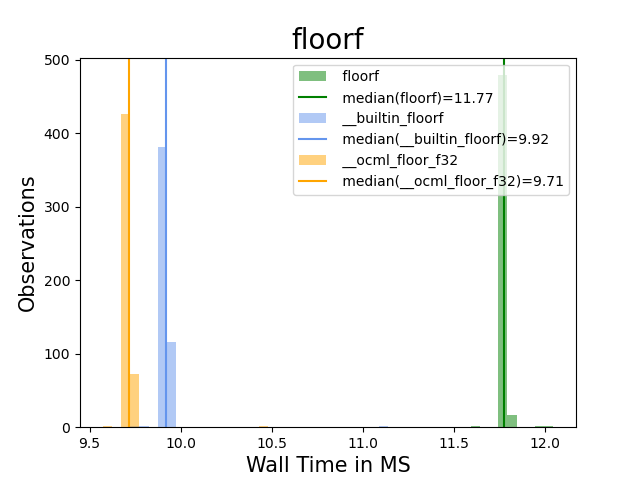 floorf
Observations
500
400
300
200
100
0
floorf
median(floorf)=11.77
__builtin_floorf
median(__builtin_floorf)=9.92
__ocml_floor_f32
median(__ocml_floor_f32)=9.71
9.5 10.0 10.5 11.0 11.5 12.0
Wall Time in MS